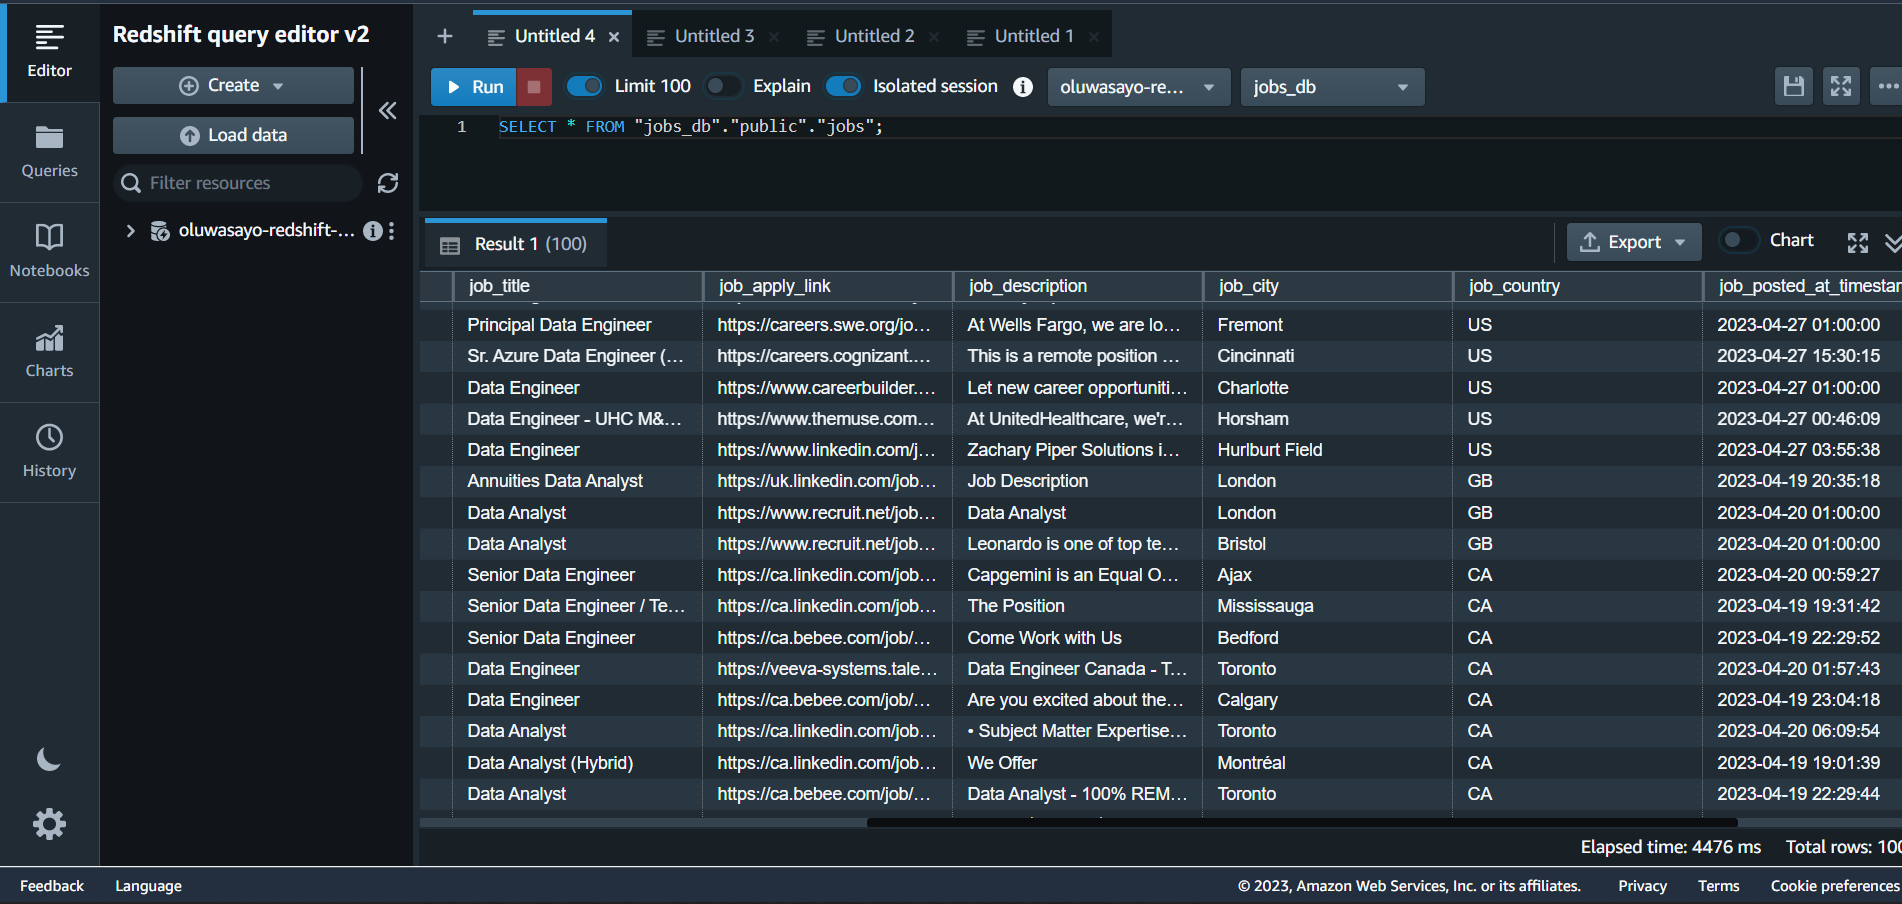 Redshift query editor v2
Editor
Queries
Notebooks
Charts
History
Create
Load data
Filter resources
oluwasayo-redshift-...
+ Untitled 4 × Untitled 3 × Untitled 2 × Untitled 1 ×
Run Limit 100 Explain Isolated session oluwasayo-re... jobs_db
1 SELECT * FROM "jobs_db"."public"."jobs";
Result 1 (100) Export Chart
job_title job_apply_link job_description job_city job_country job_posted_at_timestam
Principal Data Engineer https://careers.swe.org/jo... At Wells Fargo, we are lo... Fremont US 2023-04-27 01:00:00
Sr. Azure Data Engineer (... https://careers.cognizant.... This is a remote position ... Cincinnati US 2023-04-27 15:30:15
Data Engineer https://www.careerbuilder.... Let new career opportuniti... Charlotte US 2023-04-27 01:00:00
Data Engineer - UHC M&... https://www.themuse.com... At UnitedHealthcare, we'r... Horsham US 2023-04-27 00:46:09
Data Engineer https://www.linkedin.com/j... Zachary Piper Solutions i... Hurlburt Field US 2023-04-27 03:55:38
Annuities Data Analyst https://uk.linkedin.com/job... Job Description London GB 2023-04-19 20:35:18
Data Analyst https://www.recruit.net/job... Data Analyst London GB 2023-04-20 01:00:00
Data Analyst https://www.recruit.net/job... Leonardo is one of top te... Bristol GB 2023-04-20 01:00:00
Senior Data Engineer https://ca.linkedin.com/job... Capgemini is an Equal O... Ajax CA 2023-04-20 00:59:27
Senior Data Engineer / Te... https://ca.linkedin.com/job... The Position Mississauga CA 2023-04-19 19:31:42
Senior Data Engineer https://ca.bebee.com/job/... Come Work with Us Bedford CA 2023-04-19 22:29:52
Data Engineer https://veeva-systems.tale... Data Engineer Canada - T... Toronto CA 2023-04-20 01:57:43
Data Engineer https://ca.bebee.com/job/... Are you excited about the... Calgary CA 2023-04-19 23:04:18
Data Analyst https://ca.linkedin.com/job... • Subject Matter Expertise... Toronto CA 2023-04-20 06:09:54
Data Analyst (Hybrid) https://ca.linkedin.com/job... We Offer Montréal CA 2023-04-19 19:01:39
Data Analyst https://ca.bebee.com/job/... Data Analyst - 100% REM... Toronto CA 2023-04-19 22:29:44
Elapsed time: 4476 ms Total rows: 100
Feedback Language © 2023, Amazon Web Services, Inc. or its affiliates. Privacy Terms Cookie preferences